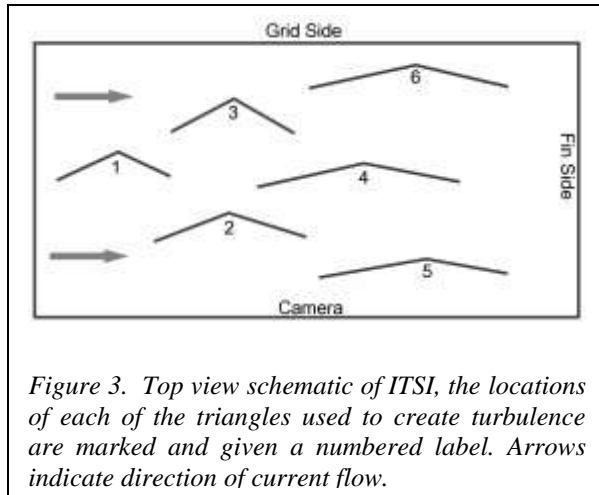 Grid Side
6
3
1
Fin Side
4
2
5
Camera
Figure 3. Top view schematic of ITSI, the locations
of each of the triangles used to create turbulence
are marked and given a numbered label. Arrows
indicate direction of current flow.